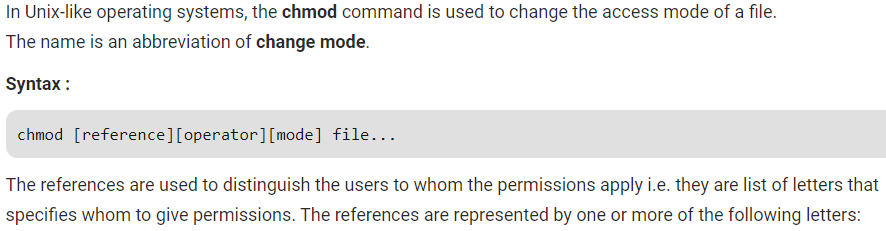 In Unix-like operating systems, the chmod command is used to change the access mode of a file.
The name is an abbreviation of change mode.
Syntax :
chmod [reference][operator][mode] file...
The references are used to distinguish the users to whom the permissions apply i.e. they are list of letters that
specifies whom to give permissions. The references are represented by one or more of the following letters: